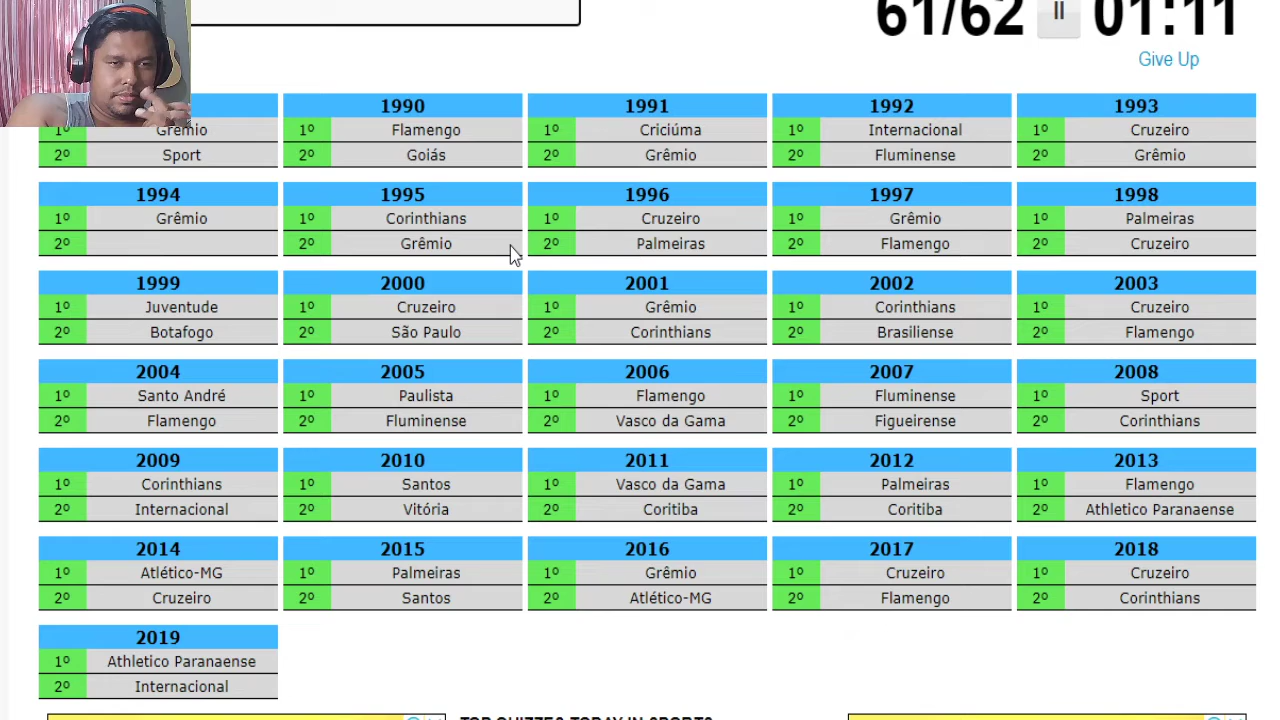 61/62 II 01:11
Give Up
1990 1991 1992 1993
1º Grêmio 1º Flamengo 1º Criciúma 1º Internacional 1º Cruzeiro
2º Sport 2º Goiás 2º Grêmio 2º Fluminense 2º Grêmio
1994 1995 1996 1997 1998
1º Grêmio 1º Corinthians 1º Cruzeiro 1º Grêmio 1º Palmeiras
2º 2º Grêmio 2º Palmeiras 2º Flamengo 2º Cruzeiro
1999 2000 2001 2002 2003
1º Juventude 1º Cruzeiro 1º Grêmio 1º Corinthians 1º Cruzeiro
2º Botafogo 2º São Paulo 2º Corinthians 2º Brasiliense 2º Flamengo
2004 2005 2006 2007 2008
1º Santo André 1º Paulista 1º Flamengo 1º Fluminense 1º Sport
2º Flamengo 2º Fluminense 2º Vasco da Gama 2º Figueirense 2º Corinthians
2009 2010 2011 2012 2013
1º Corinthians 1º Santos 1º Vasco da Gama 1º Palmeiras 1º Flamengo
2º Internacional 2º Vitória 2º Coritiba 2º Coritiba 2º Athletico Paranaense
2014 2015 2016 2017 2018
1º Atlético-MG 1º Palmeiras 1º Grêmio 1º Cruzeiro 1º Cruzeiro
2º Cruzeiro 2º Santos 2º Atlético-MG 2º Flamengo 2º Corinthians
2019
1º Athletico Paranaense
2º Internacional
TOP QUIZZES TODAY IN SPORTS